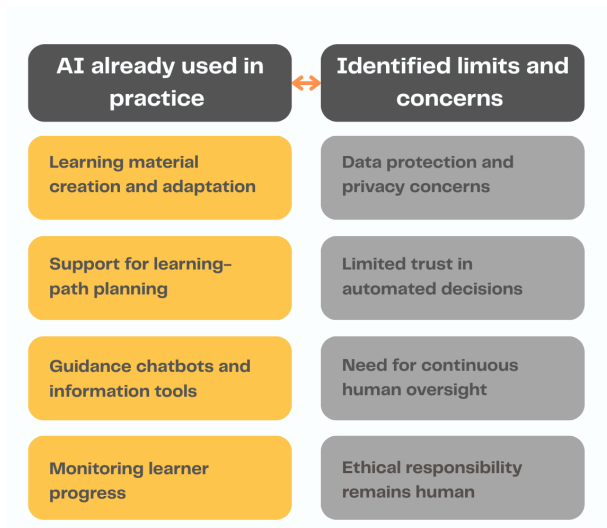 AI already used in
practice
Identified limits and
concerns
Learning material
creation and adaptation
Data protection and
privacy concerns
Support for learning-
path planning
Limited trust in
automated decisions
Guidance chatbots and
information tools
Need for continuous
human oversight
Monitoring learner
progress
Ethical responsibility
remains human